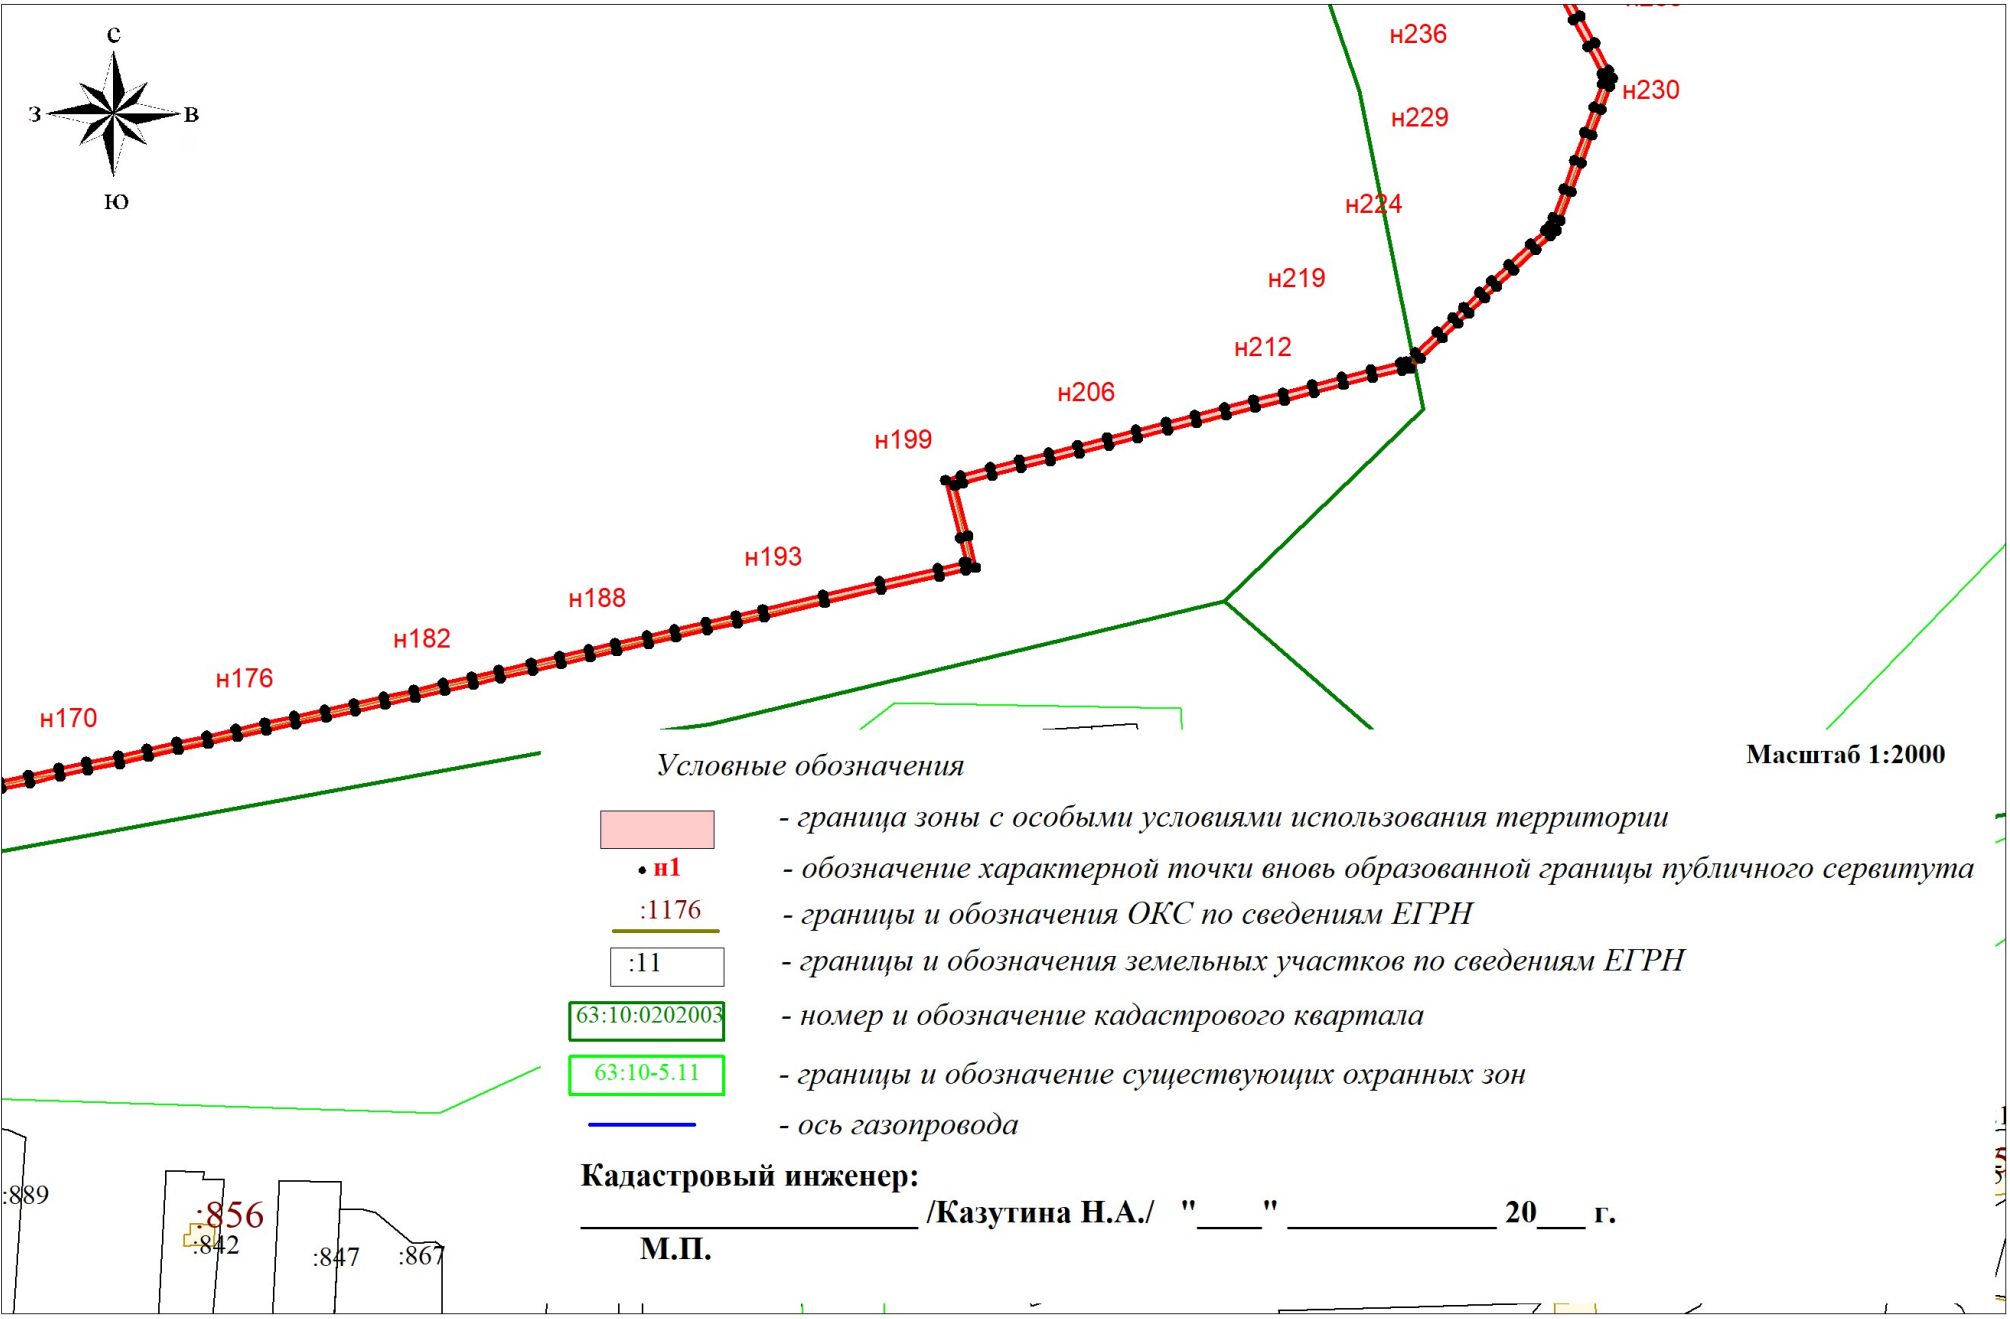 С
З
В
Ю
н236
н230
н229
н224
н219
н212
н206
н199
н193
н188
н182
н176
н170
Масштаб 1:2000
Условные обозначения
- граница зоны с особыми условиями использования территории
н1 - обозначение характерной точки вновь образованной границы публичного сервитута
:1176 - границы и обозначения ОКС по сведениям ЕГРН
:11 - границы и обозначения земельных участков по сведениям ЕГРН
63:10:0202003 - номер и обозначение кадастрового квартала
63:10-5.11 - границы и обозначение существующих охранных зон
- ось газопровода
Кадастровый инженер:
____________________ /Казутина Н.А./ "____" _____________ 20___ г.
М.П.
:889
:856
:842
:847
:867